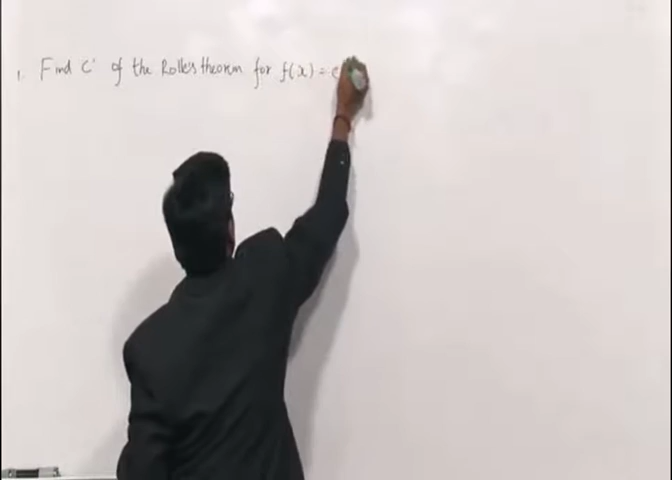 1. Find C' of the Rolle's theorem for f(x) = e